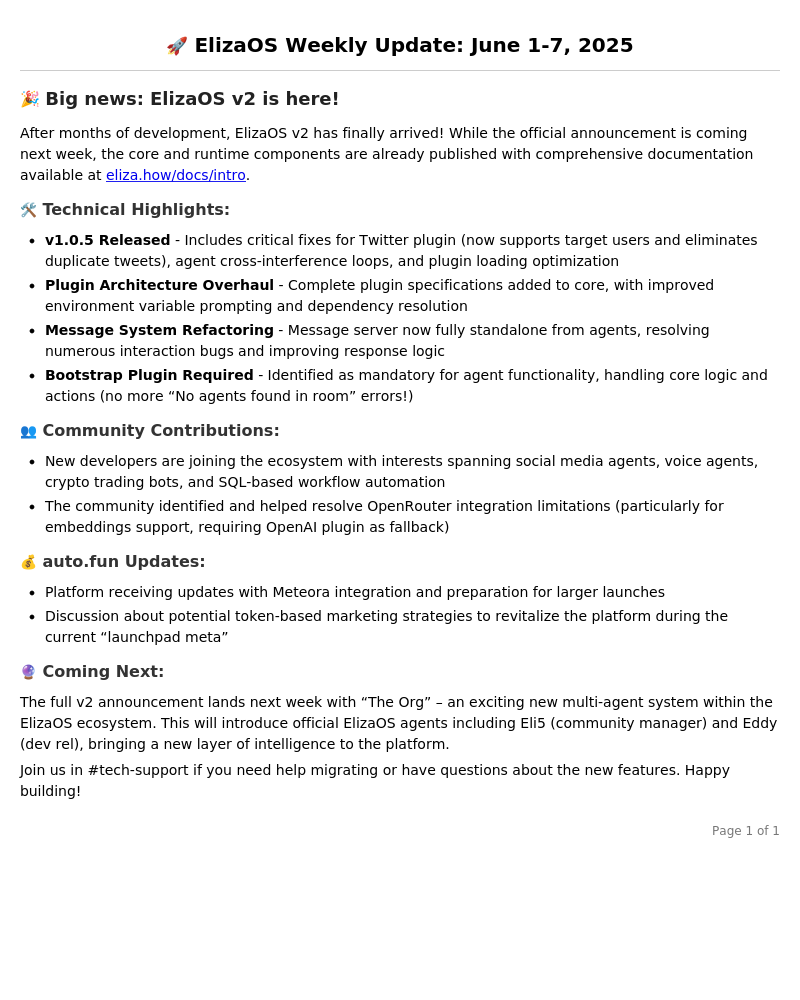 🚀 ElizaOS Weekly Update: June 1-7, 2025
🎉 Big news: ElizaOS v2 is here!
After months of development, ElizaOS v2 has finally arrived! While the official announcement is coming
next week, the core and runtime components are already published with comprehensive documentation
available at eliza.how/docs/intro.
🛠️ Technical Highlights:
• v1.0.5 Released - Includes critical fixes for Twitter plugin (now supports target users and eliminates
duplicate tweets), agent cross-interference loops, and plugin loading optimization
• Plugin Architecture Overhaul - Complete plugin specifications added to core, with improved
environment variable prompting and dependency resolution
• Message System Refactoring - Message server now fully standalone from agents, resolving
numerous interaction bugs and improving response logic
• Bootstrap Plugin Required - Identified as mandatory for agent functionality, handling core logic and
actions (no more “No agents found in room” errors!)
👥 Community Contributions:
• New developers are joining the ecosystem with interests spanning social media agents, voice agents,
crypto trading bots, and SQL-based workflow automation
• The community identified and helped resolve OpenRouter integration limitations (particularly for
embeddings support, requiring OpenAI plugin as fallback)
💰 auto.fun Updates:
• Platform receiving updates with Meteora integration and preparation for larger launches
• Discussion about potential token-based marketing strategies to revitalize the platform during the
current “launchpad meta”
🔮 Coming Next:
The full v2 announcement lands next week with “The Org” – an exciting new multi-agent system within the
ElizaOS ecosystem. This will introduce official ElizaOS agents including Eli5 (community manager) and Eddy
(dev rel), bringing a new layer of intelligence to the platform.
Join us in #tech-support if you need help migrating or have questions about the new features. Happy
building!
Page 1 of 1